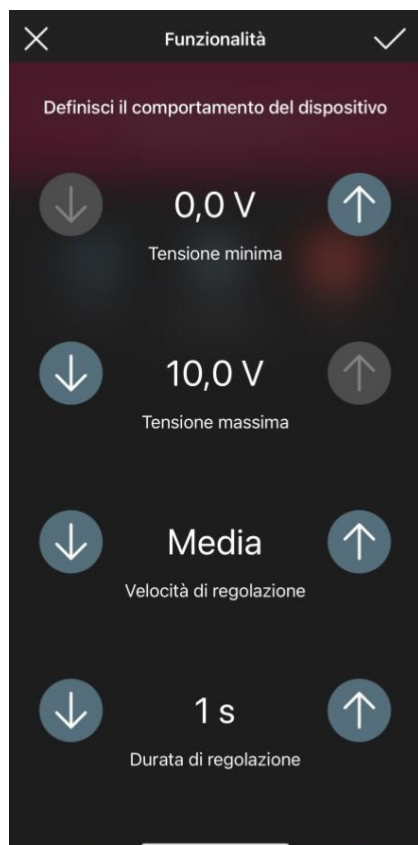 Funzionalità
Definisci il comportamento del dispositivo
0,0 V
Tensione minima
10,0 V
Tensione massima
Media
Velocità di regolazione
1 s
Durata di regolazione